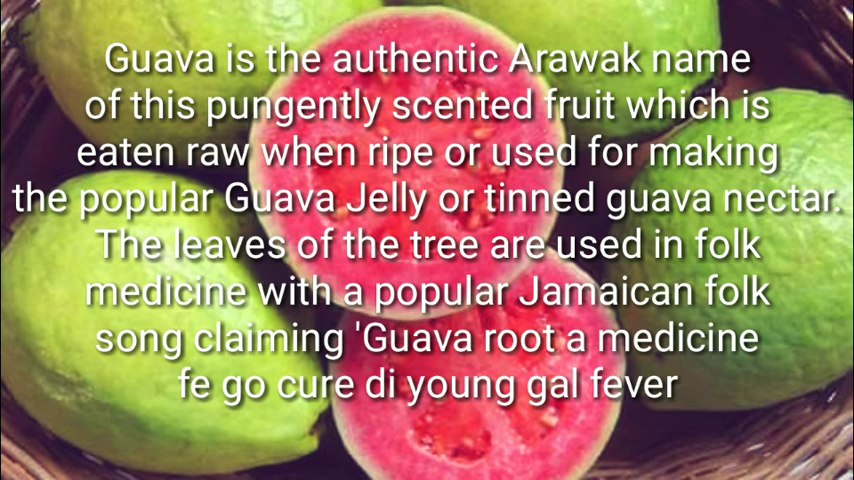 Guava is the authentic Arawak name
of this pungently scented fruit which is
eaten raw when ripe or used for making
the popular Guava Jelly or tinned guava nectar.
The leaves of the tree are used in folk
medicine with a popular Jamaican folk
song claiming 'Guava root a medicine
fe go cure di young gal fever